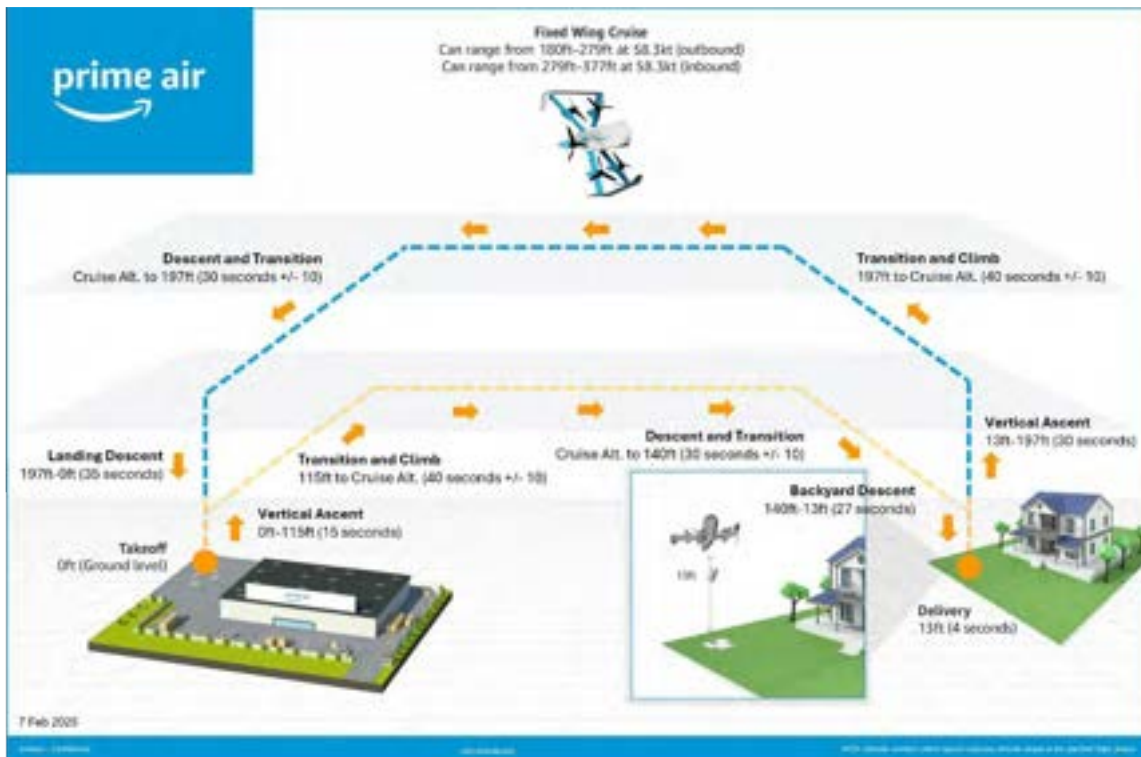 prime air
Fixed Wing Cruise
Can range from 180ft-279ft at 58.3kt (outbound)
Can range from 279ft-377ft at 58.3kt (inbound)
Descent and Transition
Cruise Alt. to 197ft (30 seconds +/- 10)
Transition and Climb
197ft to Cruise Alt. (40 seconds +/- 10)
Landing Descent
197ft-0ft (35 seconds)
Transition and Climb
115ft to Cruise Alt. (40 seconds +/- 10)
Descent and Transition
Cruise Alt. to 140ft (30 seconds +/- 10)
Vertical Ascent
13ft-197ft (30 seconds)
Vertical Ascent
0ft-115ft (15 seconds)
Backyard Descent
140ft-13ft (27 seconds)
Takeoff
0ft (Ground level)
13ft
Delivery
13ft (4 seconds)
7 Feb 2025